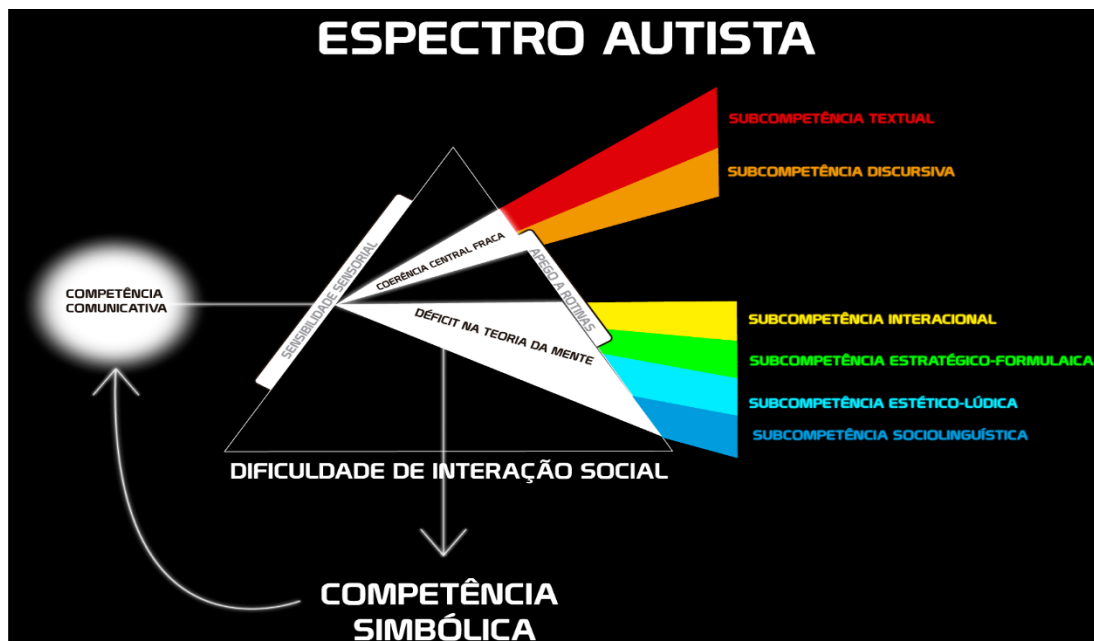 ESPECTRO AUTISTA
SUBCOMPETÊNCIA TEXTUAL
SUBCOMPETÊNCIA DISCURSIVA
SENSIBILIDADE SENSORIAL
COERÊNCIA CENTRAL FRACA
APEGO A ROTINAS
COMPETÊNCIA
COMUNICATIVA
DÉFICIT NA TEORIA DA MENTE
SUBCOMPETÊNCIA INTERACIONAL
SUBCOMPETÊNCIA ESTRATÉGICO-FORMULAICA
SUBCOMPETÊNCIA ESTÉTICO-LÚDICA
SUBCOMPETÊNCIA SOCIOLINGUÍSTICA
DIFICULDADE DE INTERAÇÃO SOCIAL
COMPETÊNCIA
SIMBÓLICA